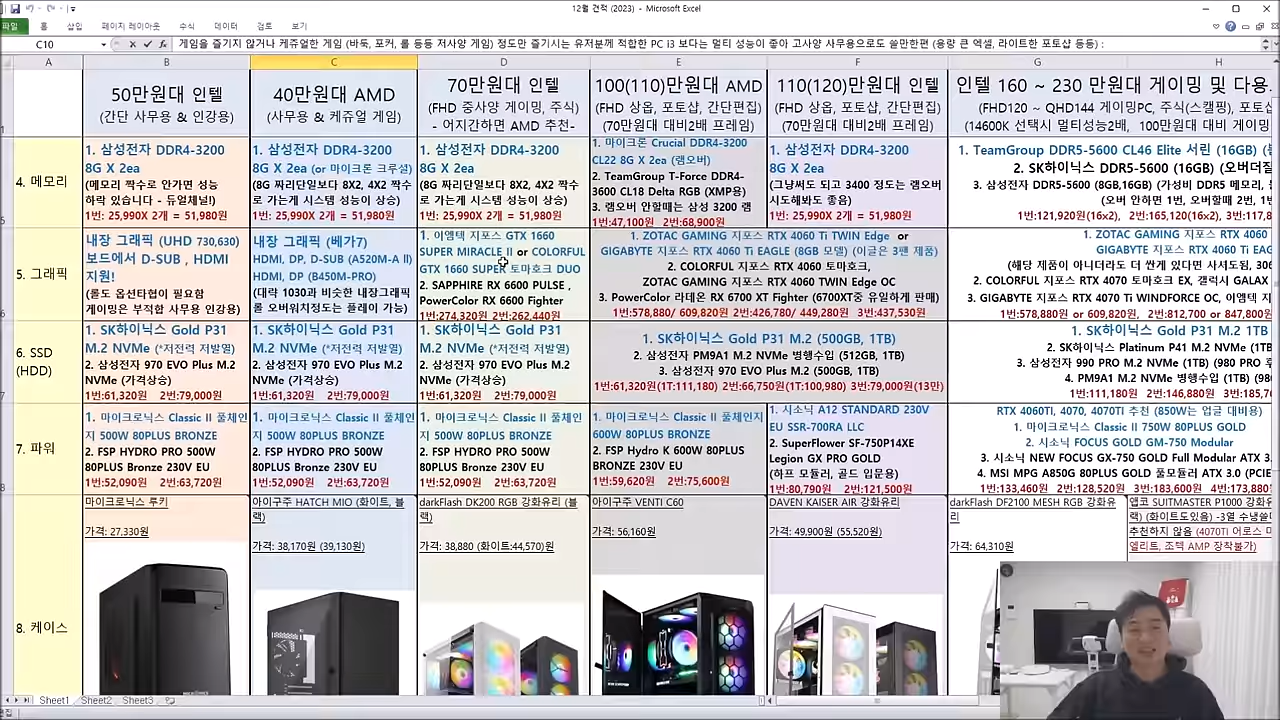 12월 견적 (2023) - Microsoft Excel
파일 홈 삽입 페이지 레이아웃 수식 데이터 검토 보기
C10 게임을 즐기지 않거나 케쥬얼한 게임 (바둑, 포커, 롤 등등 저사양 게임) 정도만 즐기시는 유저분께 적합한 PC i3 보다는 멀티 성능이 좋아 고사양 사무용으로도 쓸만한편 (용량 큰 엑셀, 라이트한 포토샵 등등) :
A B C D E F G H
50만원대 인텔
(간단 사무용 & 인강용)
40만원대 AMD
(사무용 & 케쥬얼 게임)
70만원대 인텔
(FHD 중사양 게이밍, 주식)
- 어지간하면 AMD 추천-
100(110)만원대 AMD
(FHD 상옵, 포토샵, 간단편집)
(70만원대 대비2배 프레임)
110(120)만원대 인텔
(FHD 상옵, 포토샵, 간단편집)
(70만원대 대비2배 프레임)
인텔 160 ~ 230 만원대 게이밍 및 다용
(FHD120 ~ QHD144 게이밍PC, 주식(스캘핑), 포토샵
(14600K 선택시 멀티성능2배, 100만원대 대비 게이밍
4. 메모리
1. 삼성전자 DDR4-3200
8G X 2ea
(메모리 짝수로 안가면 성능
하락 있습니다 - 듀얼채널!)
1번: 25,990X 2개 = 51,980원
1. 삼성전자 DDR4-3200
8G X 2ea (or 마이크론 크루셜)
(8G 짜리단일보다 8X2, 4X2 짝수
로 가는게 시스템 성능이 상승)
1번: 25,990X 2개 = 51,980원
1. 삼성전자 DDR4-3200
8G X 2ea
(8G 짜리단일보다 8X2, 4X2 짝수
로 가는게 시스템 성능이 상승)
1번: 25,990X 2개 = 51,980원
1. 마이크론 Crucial DDR4-3200
CL22 8G X 2ea (램오버)
2. TeamGroup T-Force DDR4-
3600 CL18 Delta RGB (XMP용)
3. 램오버 안할때는 삼성 3200 램
1번:47,100원 2번:68,900원
1. 삼성전자 DDR4-3200
8G X 2ea
(그냥써도 되고 3400 정도는 램오버
시도해봐도 좋음)
1번: 25,990X 2개 = 51,980원
1. TeamGroup DDR5-5600 CL46 Elite 서린 (16GB)
2. SK하이닉스 DDR5-5600 (16GB) (오버더질
3. 삼성전자 DDR5-5600 (8GB,16GB) (가성비 DDR5 메모리,
(오버 안하면 1번, 오버할때 2번, 1번
1번:121,920원(16x2), 2번:165,120(16x2), 3번:117,8
5. 그래픽
내장 그래픽 (UHD 730,630)
보드에서 D-SUB , HDMI
지원!
(롤도 옵션타협이 필요함
게이밍은 부적합 사무용 인강용)
내장 그래픽 (베가7)
HDMI, DP, D-SUB (A520M-A II)
HDMI, DP (B450M-PRO)
(대략 1030과 비슷한 내장그래픽
롤 오버워치정도는 플레이 가능)
1. 이엠텍 지포스 GTX 1660
SUPER MIRACLE II or COLORFUL
GTX 1660 SUPER 토마호크 DUO
2. SAPPHIRE RX 6600 PULSE ,
PowerColor RX 6600 Fighter
1번:274,320원 2번:262,440원
1. ZOTAC GAMING 지포스 RTX 4060 Ti TWIN Edge or
GIGABYTE 지포스 RTX 4060 Ti EAGLE (8GB 모델) (이글은 3팬 제품)
2. COLORFUL 지포스 RTX 4060 토마호크,
ZOTAC GAMING 지포스 RTX 4060 TWIN Edge OC
3. PowerColor 라데온 RX 6700 XT Fighter (6700XT중 유일하게 판매)
1번:578,880/ 609,820원 2번:426,780/ 449,280원 3번:437,530원
1. ZOTAC GAMING 지포스 RTX 4070
GIGABYTE 지포스 RTX 4060 Ti
(해당 제품이 아니더라도 더 싼게 있다면 사셔도됨, 306
2. COLORFUL 지포스 RTX 4070 토마호크 EX, 갤럭시 GALAX
3. GIGABYTE 지포스 RTX 4070 Ti WINDFORCE OC, 이엠텍 지
1번:578,880원 or 609,820원, 2번:812,700 or 847,800원
6. SSD
(HDD)
1. SK하이닉스 Gold P31
M.2 NVMe (*저전력 저발열)
2. 삼성전자 970 EVO Plus M.2
NVMe (가격상승)
1번:61,320원 2번:79,000원
1. SK하이닉스 Gold P31
M.2 NVMe (*저전력 저발열)
2. 삼성전자 970 EVO Plus M.2
NVMe (가격상승)
1번:61,320원 2번:79,000원
1. SK하이닉스 Gold P31
M.2 NVMe (*저전력 저발열)
2. 삼성전자 970 EVO Plus M.2
NVMe (가격상승)
1번:61,320원 2번:79,000원
1. SK하이닉스 Gold P31 M.2 (500GB, 1TB)
2. 삼성전자 PM9A1 M.2 NVMe 병행수입 (512GB, 1TB)
3. 삼성전자 970 EVO Plus M.2 (500GB, 1TB)
1번:61,320원(1T:111,180) 2번:66,750원(1T:100,980) 3번:79,000원(13만)
1. SK하이닉스 Gold P31 M.2 1TB
2. SK하이닉스 Platinum P41 M.2 NVMe (1TB
3. 삼성전자 990 PRO M.2 NVMe (1TB) (980 PRO 후
4. PM9A1 M.2 NVMe 병행수입 (1TB) (98
1번:111,180원 2번:146,880원 3번:185,76
7. 파워
1. 마이크로닉스 Classic II 풀체인
지 500W 80PLUS BRONZE
2. FSP HYDRO PRO 500W
80PLUS Bronze 230V EU
1번:52,090원 2번:63,720원
1. 마이크로닉스 Classic II 풀체인
지 500W 80PLUS BRONZE
2. FSP HYDRO PRO 500W
80PLUS Bronze 230V EU
1번:52,090원 2번:63,720원
1. 마이크로닉스 Classic II 풀체인
지 500W 80PLUS BRONZE
2. FSP HYDRO PRO 500W
80PLUS Bronze 230V EU
1번:52,090원 2번:63,720원
1. 마이크로닉스 Classic II 풀체인지
600W 80PLUS BRONZE
2. FSP Hydro K 600W 80PLUS
BRONZE 230V EU
1번:59,620원 2번:75,600원
1. 시소닉 A12 STANDARD 230V
EU SSR-700RA LLC
2. SuperFlower SF-750P14XE
Legion GX PRO GOLD
(하프 모듈러, 골드 입문용)
1번:80,790원 2번:121,500원
RTX 4060TI, 4070, 4070Ti 추천 (850W는 업글 대비용)
1. 마이크로닉스 Classic II 750W 80PLUS GOLD
2. 시소닉 FOCUS GOLD GM-750 Modular
3. 시소닉 NEW FOCUS GX-750 GOLD Full Modular ATX 3.
4. MSI MPG A850G 80PLUS GOLD 풀모듈러 ATX 3.0 (PCIE
1번:133,460원 2번:128,520원 3번:183,600원 4번:173,880
8. 케이스
마이크로닉스 루키
가격: 27,330원
아이구주 HATCH MIO (화이트, 블
랙)
가격: 38,170원 (39,130원)
darkFlash DK200 RGB 강화유리 (블
랙)
가격: 38,880 (화이트:44,570)원
아이구주 VENTI C60
가격: 56,160원
DAVEN KAISER AIR 강화유리
가격: 49,900원 (55,520원)
darkFlash DF2100 MESH RGB 강화유
리
가격: 64,310원
앱코 SUITMASTER P1000 강화유
랙) (화이트도있음) -3열 수냉쓸
추천하지 않음 (4070Ti 어로스 마
엘리트, 조텍 AMP 장착불가)
Sheet1 Sheet2 Sheet3